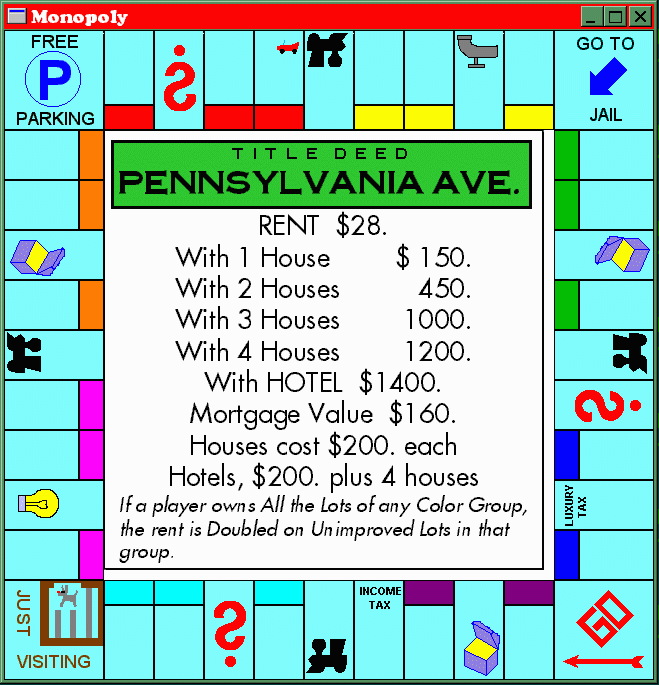 Monopoly
FREE
P
PARKING
GO TO
JAIL
TITLE DEED
PENNSYLVANIA AVE.
RENT $28.
With 1 House $ 150.
With 2 Houses 450.
With 3 Houses 1000.
With 4 Houses 1200.
With HOTEL $1400.
Mortgage Value $160.
Houses cost $200. each
Hotels, $200. plus 4 houses
If a player owns All the Lots of any Color Group,
the rent is Doubled on Unimproved Lots in that
group.
LUXURY
TAX
INCOME
TAX
JUST
VISITING
GO